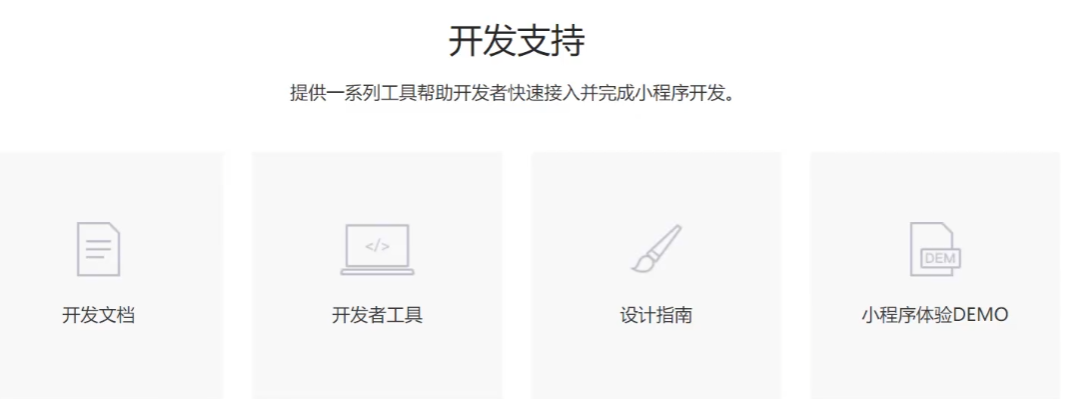 开发支持
提供一系列工具帮助开发者快速接入并完成小程序开发。
</>
DEM
开发文档
开发者工具
设计指南
小程序体验DEMO